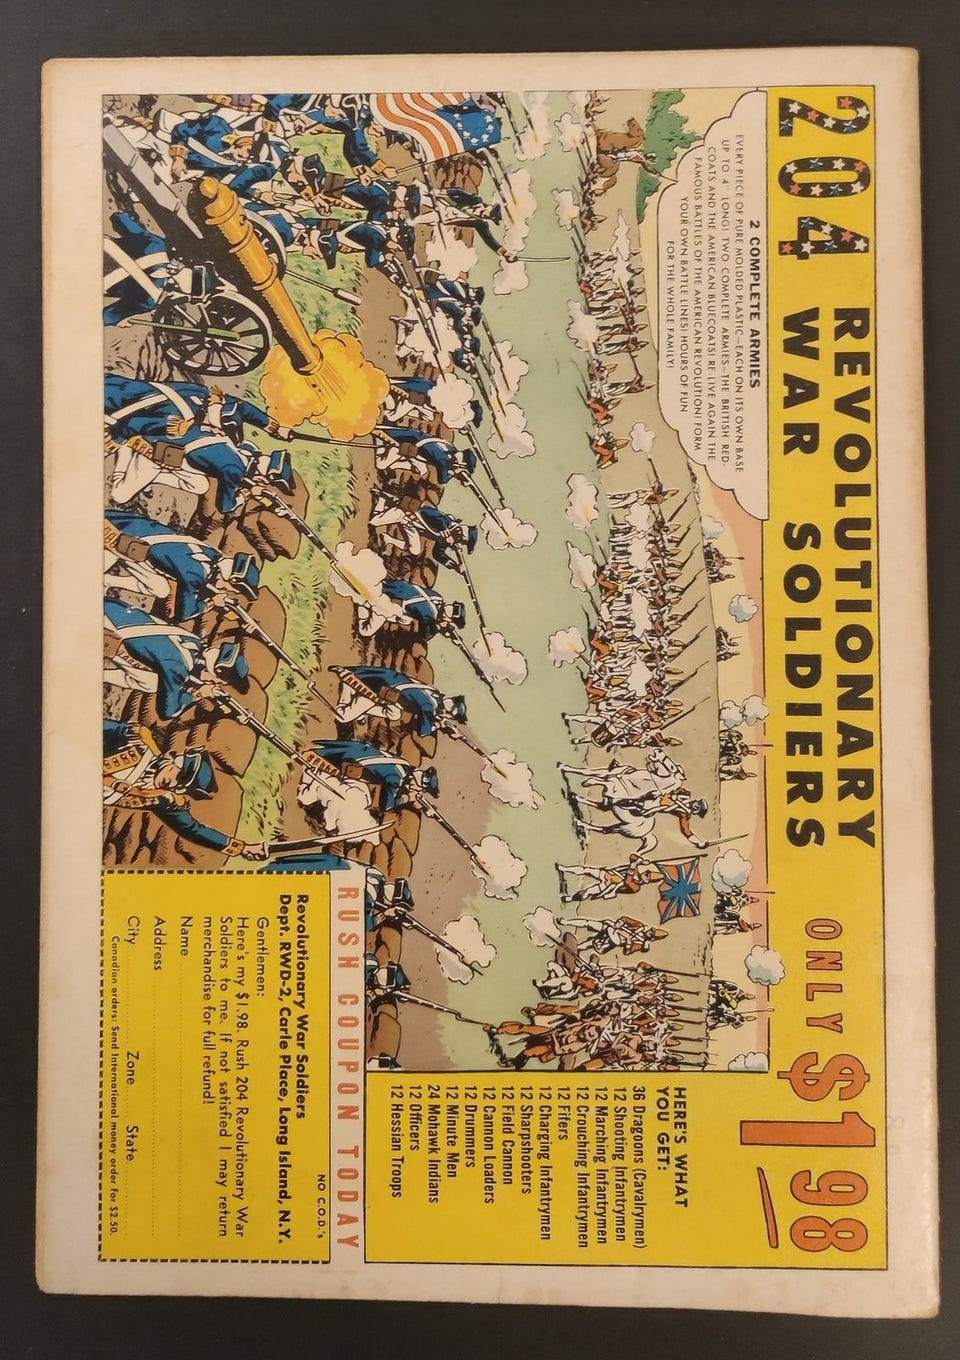 204 REVOLUTIONARY
WAR SOLDIERS
ONLY $1.98
2 COMPLETE ARMIES
EVERY PIECE OF PURE MOLDED PLASTIC—EACH ON ITS OWN BASE
UP TO 4" LONG! TWO COMPLETE ARMIES—THE BRITISH RED-
COATS AND THE AMERICAN BLUECOATS! RE-LIVE AGAIN THE
FAMOUS BATTLES OF THE AMERICAN REVOLUTION! FORM
YOUR OWN BATTLE LINES! HOURS OF FUN
FOR THE WHOLE FAMILY!
HERE'S WHAT
YOU GET:
36 Dragoons (Cavalrymen)
12 Shooting Infantrymen
12 Marching Infantrymen
12 Crouching Infantrymen
12 Fifers
12 Charging Infantrymen
12 Sharpshooters
12 Field Cannon
12 Cannon Loaders
12 Drummers
12 Minute Men
24 Mohawk Indians
12 Officers
12 Hessian Troops
RUSH COUPON TODAY
NO C.O.D.'s
Revolutionary War Soldiers
Dept. RWD-2, Carle Place, Long Island, N.Y.
Gentlemen:
Here's my $1.98. Rush 204 Revolutionary War
Soldiers to me. If not satisfied I may return
merchandise for full refund!
Name
Address
City Zone State
Canadian orders: Send International money order for $2.50.